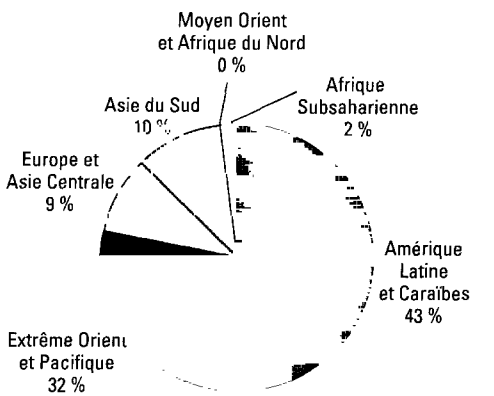 Moyen Orient
et Afrique du Nord
0 %
Afrique
Subsaharienne
2 %
Asie du Sud
10 %
Europe et
Asie Centrale
9 %
Amérique
Latine
et Caraïbes
43 %
Extrême Orient
et Pacifique
32 %